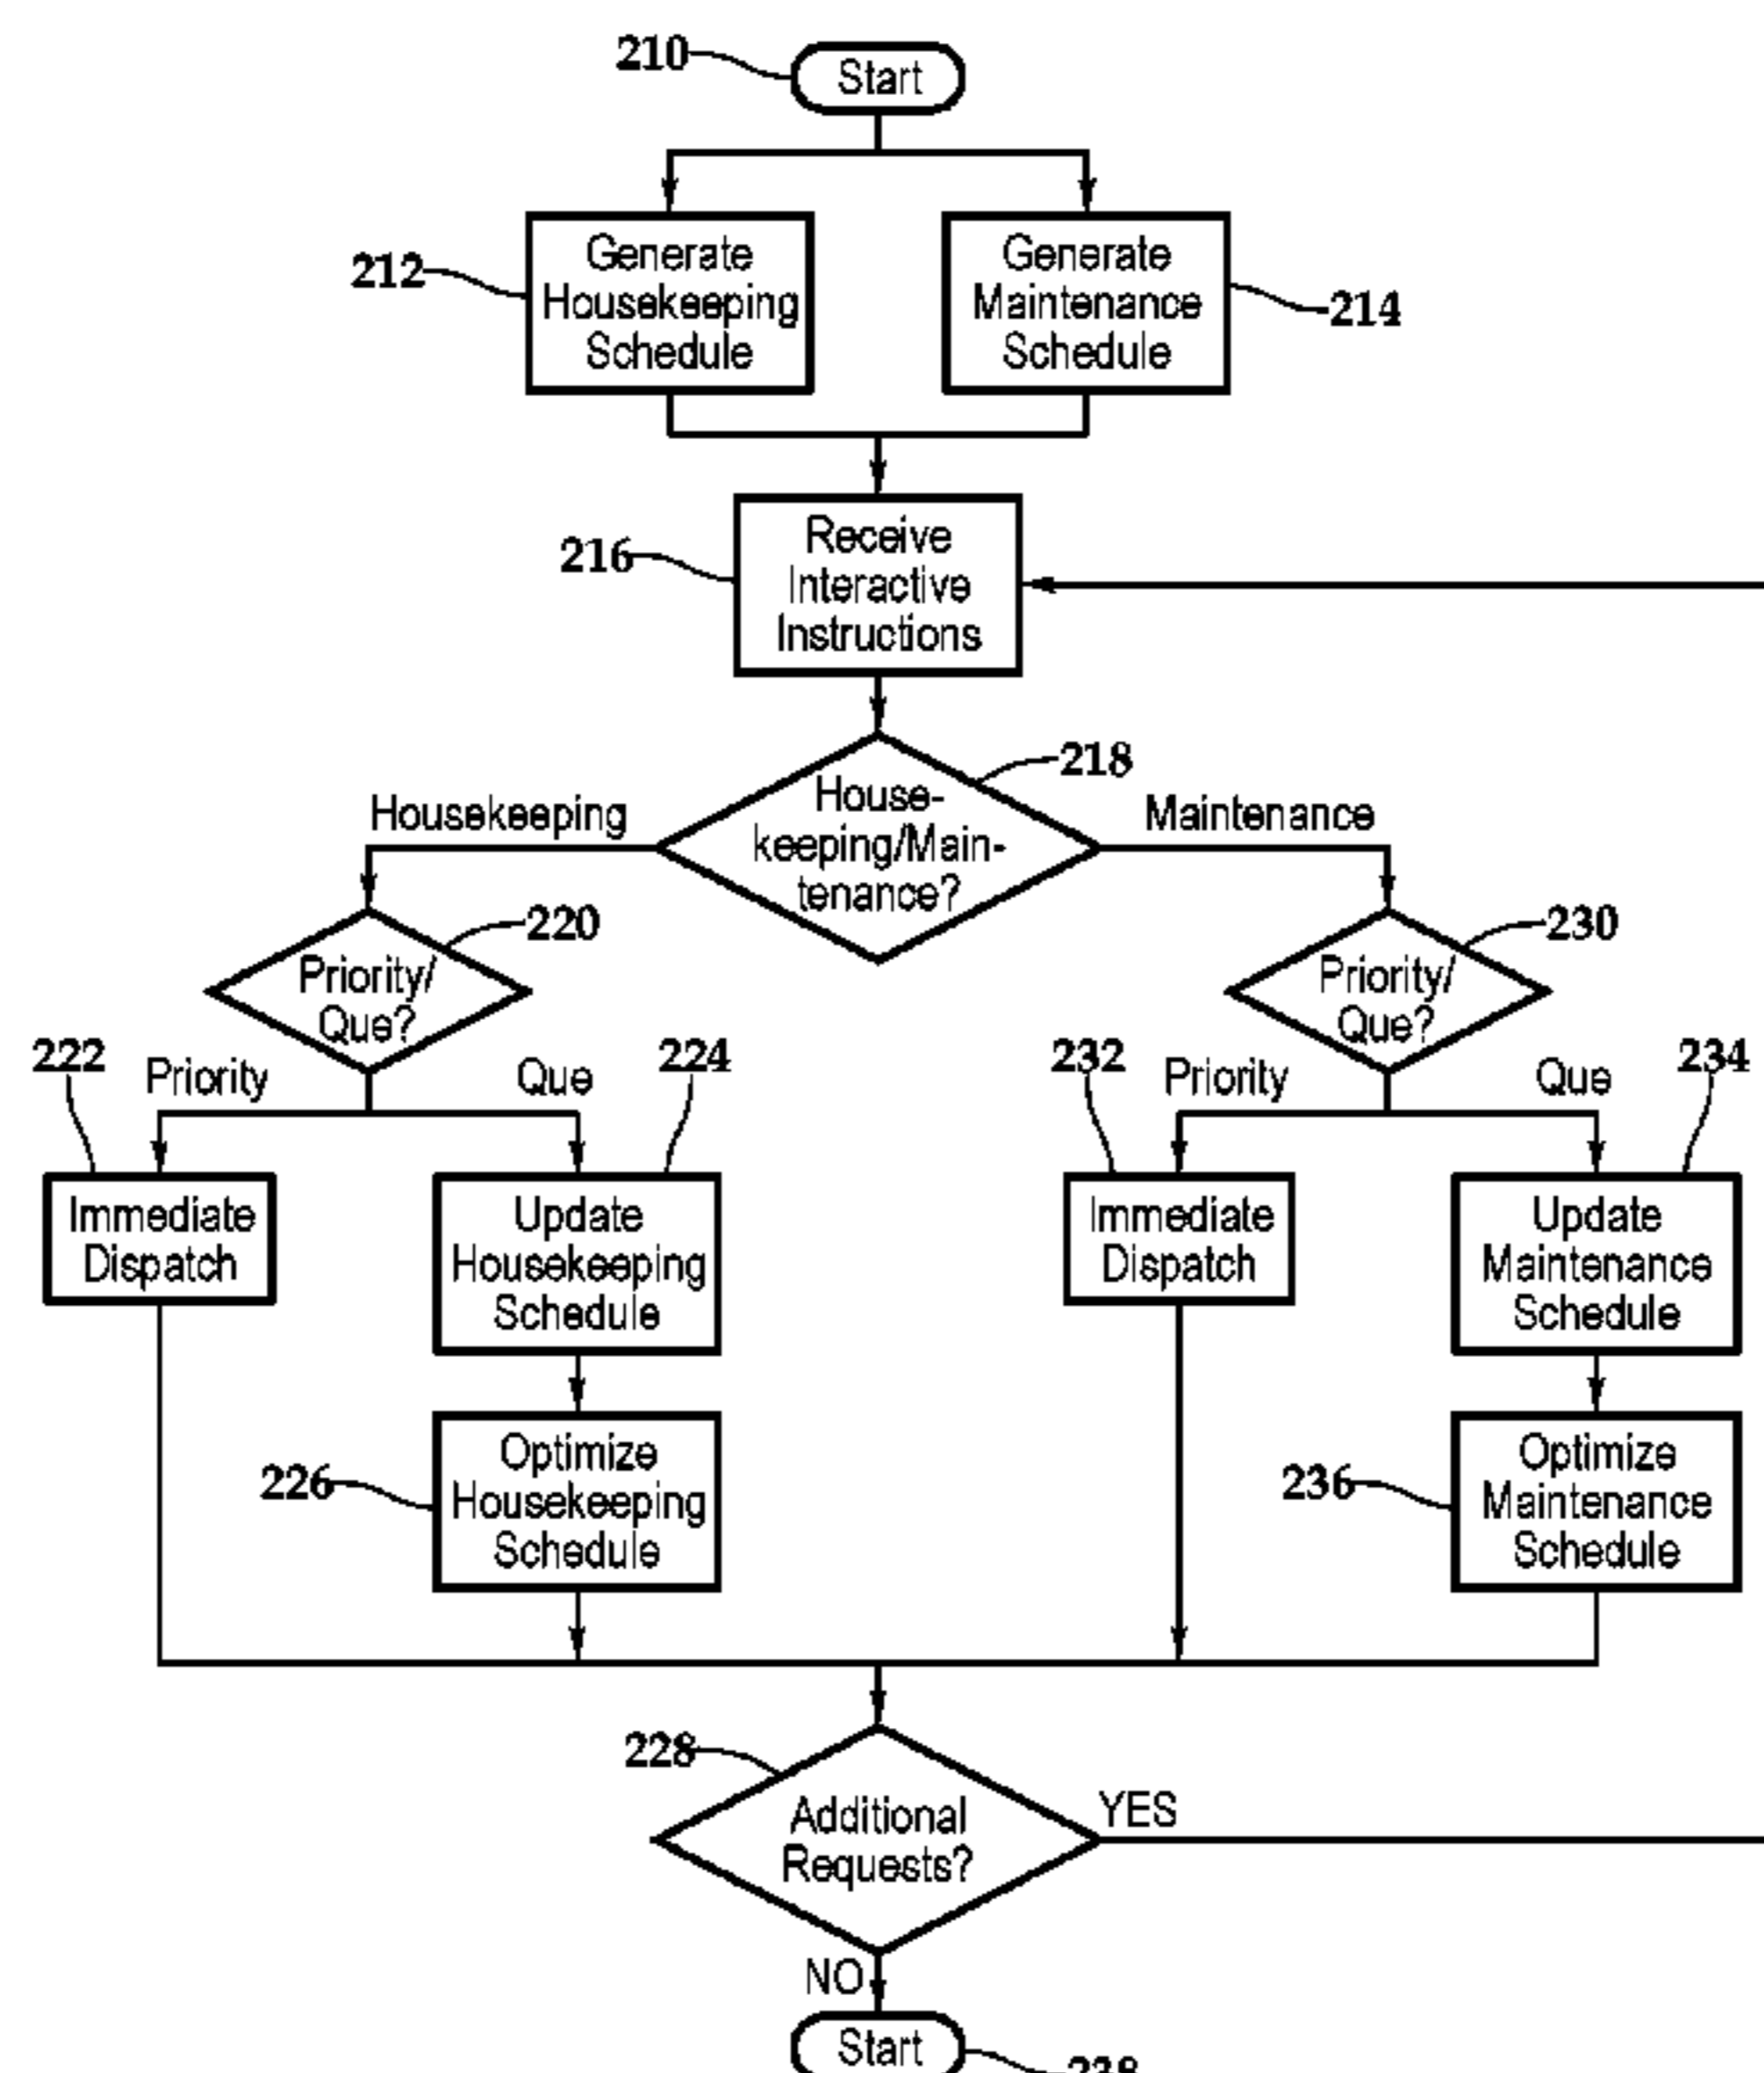 210
Start
212
Generate
Housekeeping
Schedule
Generate
Maintenance
Schedule
214
216
Receive
Interactive
Instructions
218
House-
keeping/Main-
tenance?
Housekeeping
Maintenance
220
Priority/
Que?
230
Priority/
Que?
222
Priority
Que
224
232
Priority
Que
234
Immediate
Dispatch
Update
Housekeeping
Schedule
Immediate
Dispatch
Update
Maintenance
Schedule
226
Optimize
Housekeeping
Schedule
236
Optimize
Maintenance
Schedule
228
Additional
Requests?
YES
NO
Start
238